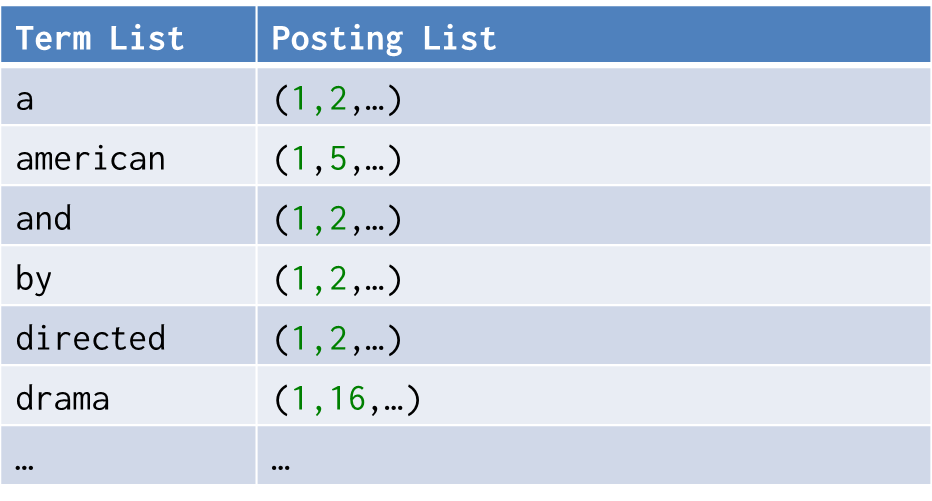 Term List Posting List
a (1,2,…)
american (1,5,…)
and (1,2,…)
by (1,2,…)
directed (1,2,…)
drama (1,16,…)
… …